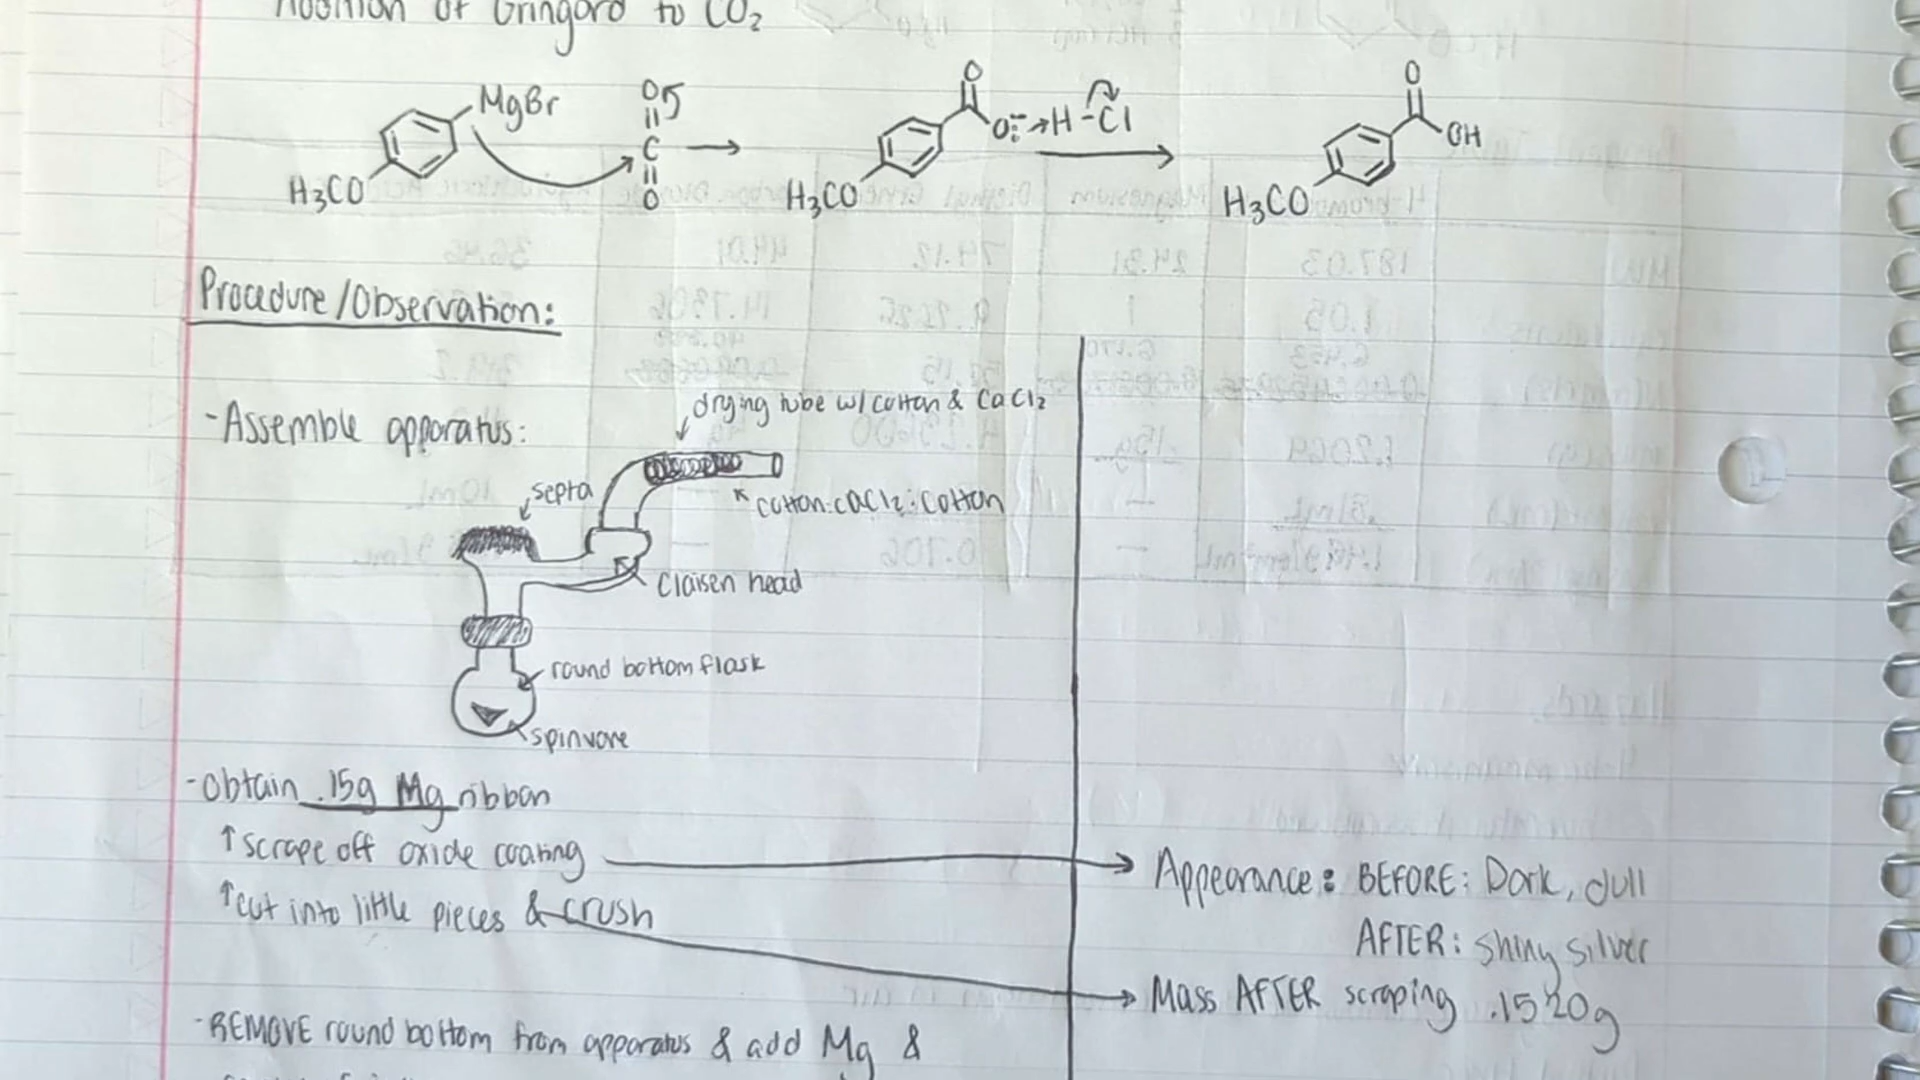 Addition of Gringard to CO2
MgBr
H3CO
O
C
O
O
O
H-Cl
H3CO
O
OH
H3CO
Procedure/Observation:
-Assemble apparatus:
drying tube w/cotton & CaCl2
septa
cotton:CaCl2:cotton
Claisen head
round bottom flask
spinvane
-Obtain .15g Mg ribbon
↑scrape off oxide coating
Appearance: BEFORE: Dark, dull
↑cut into little pieces & crush
AFTER: shiny silver
Mass AFTER scraping .1520g
-REMOVE round bottom from apparatus & add Mg &